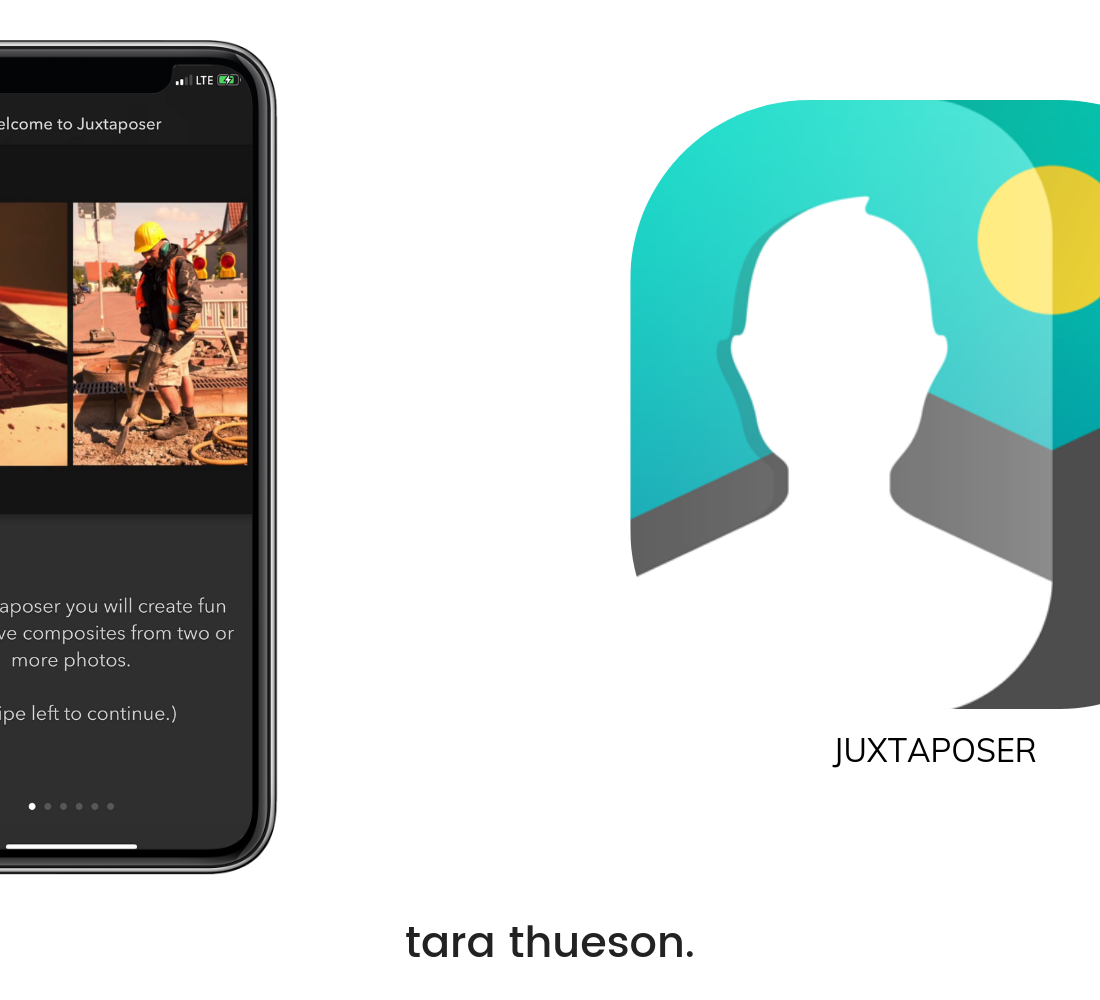 LTE
elcome to Juxtaposer
aposer you will create fun
ve composites from two or
more photos.
ipe left to continue.)
JUXTAPOSER
tara thueson.